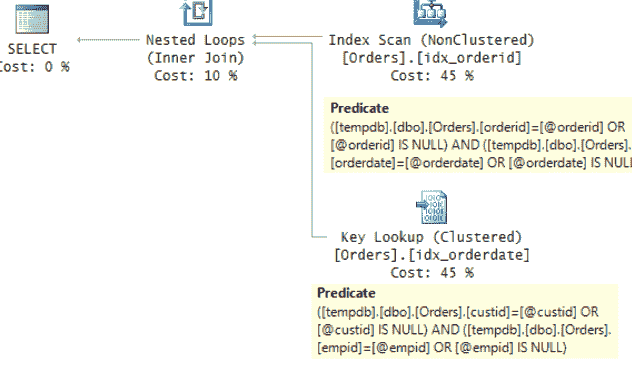 SELECT
Cost: 0 %
Nested Loops
(Inner Join)
Cost: 10 %
Index Scan (NonClustered)
[Orders].[idx_orderid]
Cost: 45 %
Predicate
([tempdb].[dbo].[Orders].[orderid]=[@orderid] OR
[@orderid] IS NULL) AND ([tempdb].[dbo].[Orders].
[orderdate]=[@orderdate] OR [@orderdate] IS NULL
Key Lookup (Clustered)
[Orders].[idx_orderdate]
Cost: 45 %
Predicate
([tempdb].[dbo].[Orders].[custid]=[@custid] OR
[@custid] IS NULL) AND ([tempdb].[dbo].[Orders].
[empid]=[@empid] OR [@empid] IS NULL)